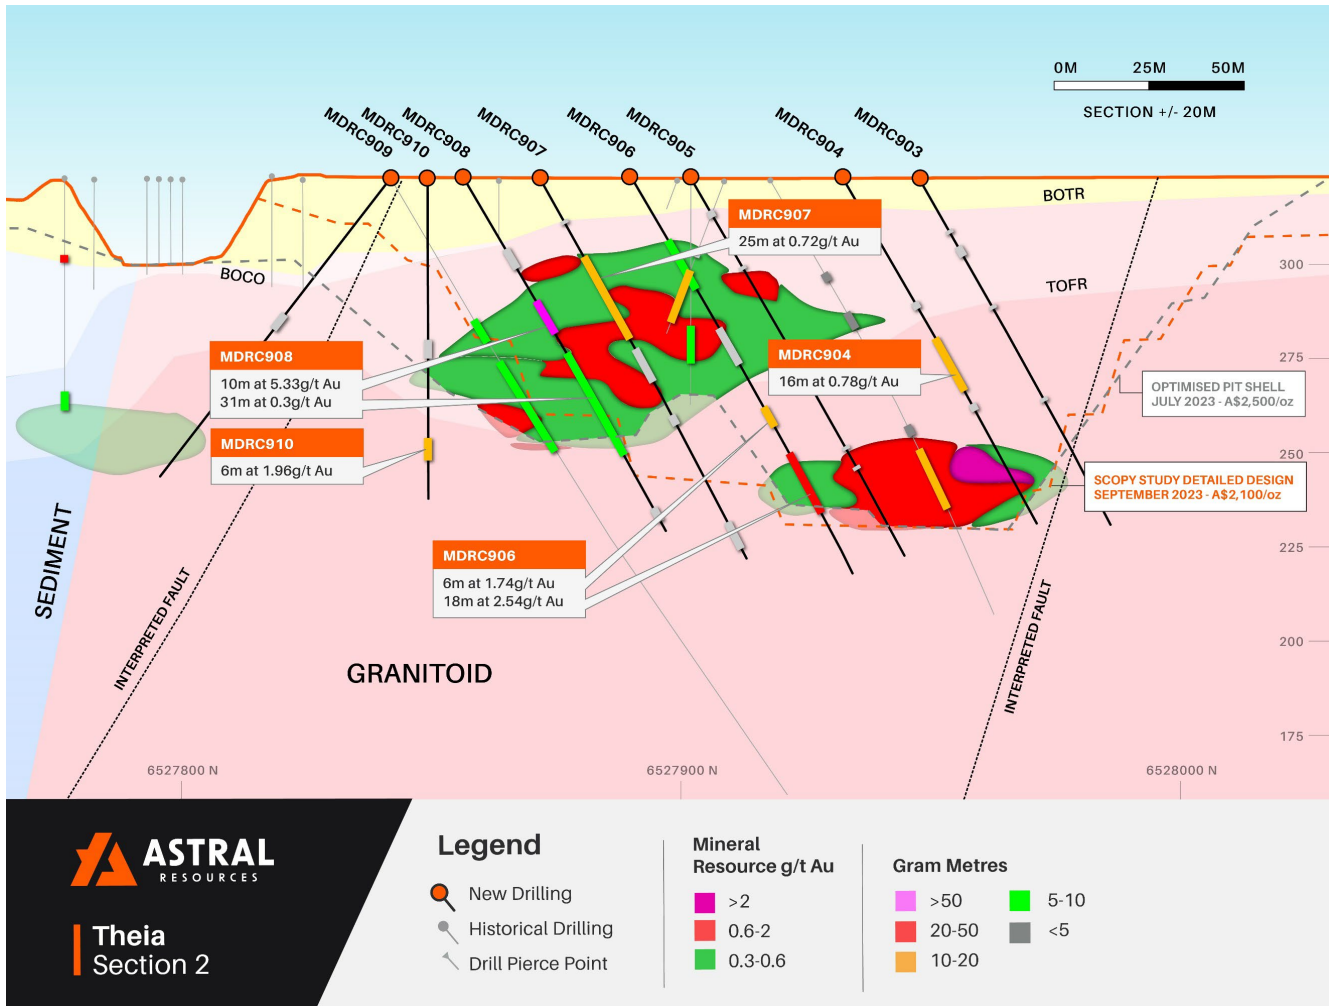 0M 25M 50M
SECTION +/- 20M
MDRC909
MDRC910
MDRC908
MDRC907
MDRC906
MDRC905
MDRC904
MDRC903
BOTR
BOCO
TOFR
MDRC907
25m at 0.72g/t Au
MDRC908
10m at 5.33g/t Au
31m at 0.3g/t Au
MDRC904
16m at 0.78g/t Au
MDRC910
6m at 1.96g/t Au
MDRC906
6m at 1.74g/t Au
18m at 2.54g/t Au
OPTIMISED PIT SHELL
JULY 2023 - A$2,500/oz
SCOPY STUDY DETAILED DESIGN
SEPTEMBER 2023 - A$2,100/oz
300
275
250
225
200
175
SEDIMENT
INTERPRETED FAULT
GRANITOID
INTERPRETED FAULT
6527800 N
6527900 N
6528000 N
ASTRAL
RESOURCES
Theia
Section 2
Legend
New Drilling
Historical Drilling
Drill Pierce Point
Mineral
Resource g/t Au
>2
0.6-2
0.3-0.6
Gram Metres
>50
20-50
10-20
5-10
<5